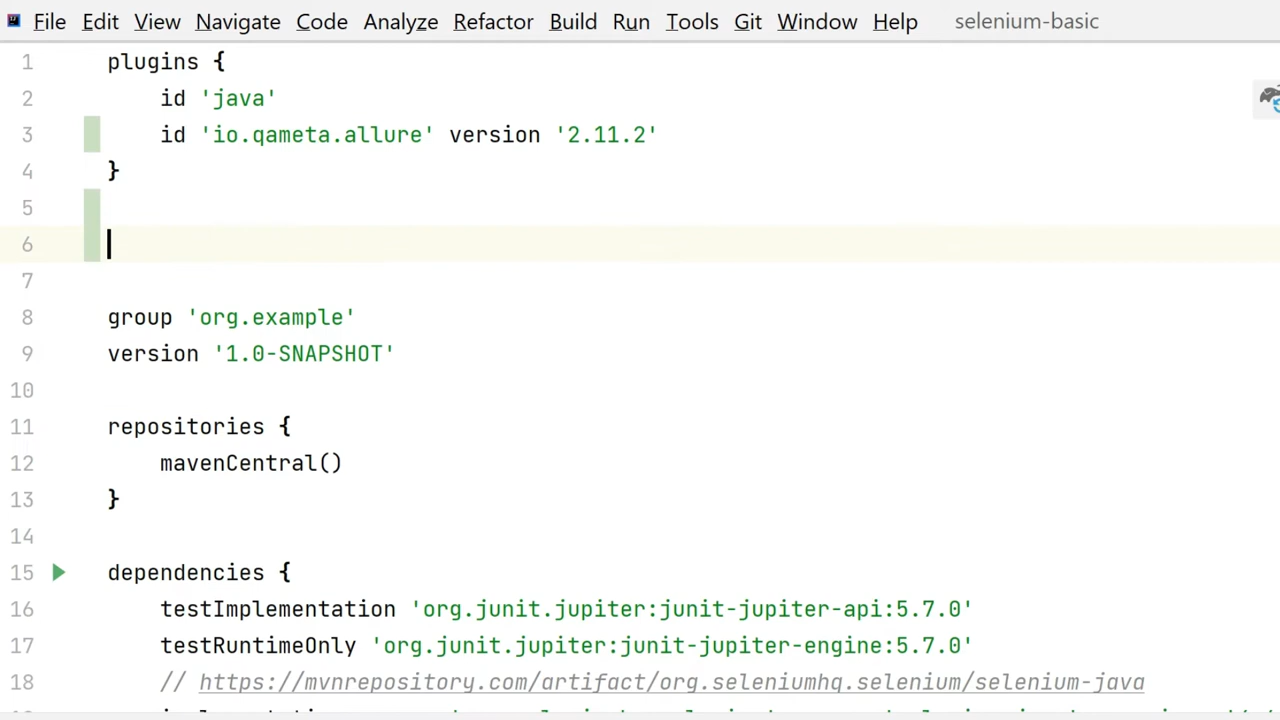 File Edit View Navigate Code Analyze Refactor Build Run Tools Git Window Help selenium-basic
1 plugins {
2 id 'java'
3 id 'io.qameta.allure' version '2.11.2'
4 }
5
6
7
8 group 'org.example'
9 version '1.0-SNAPSHOT'
10
11 repositories {
12 mavenCentral()
13 }
14
15 dependencies {
16 testImplementation 'org.junit.jupiter:junit-jupiter-api:5.7.0'
17 testRuntimeOnly 'org.junit.jupiter:junit-jupiter-engine:5.7.0'
18 // https://mvnrepository.com/artifact/org.seleniumhq.selenium/selenium-java